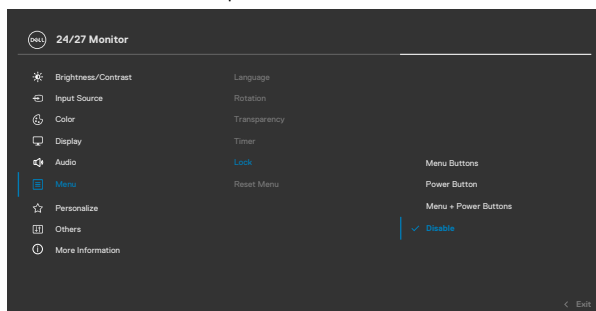 DELL 24/27 Monitor
Brightness/Contrast Language
Input Source Rotation
Color Transparency
Display Timer
Audio Lock Menu Buttons
Menu Reset Menu Power Button
Personalize Menu + Power Buttons
Others ✓ Disable
More Information
< Exit